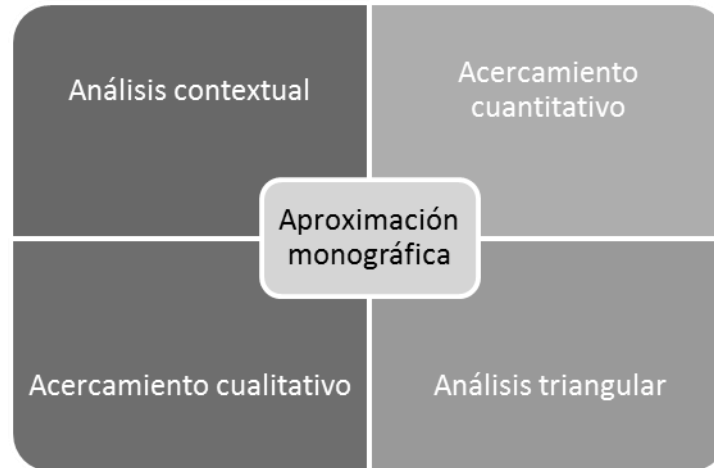 Análisis contextual
Acercamiento
cuantitativo
Aproximación
monográfica
Acercamiento cualitativo
Análisis triangular